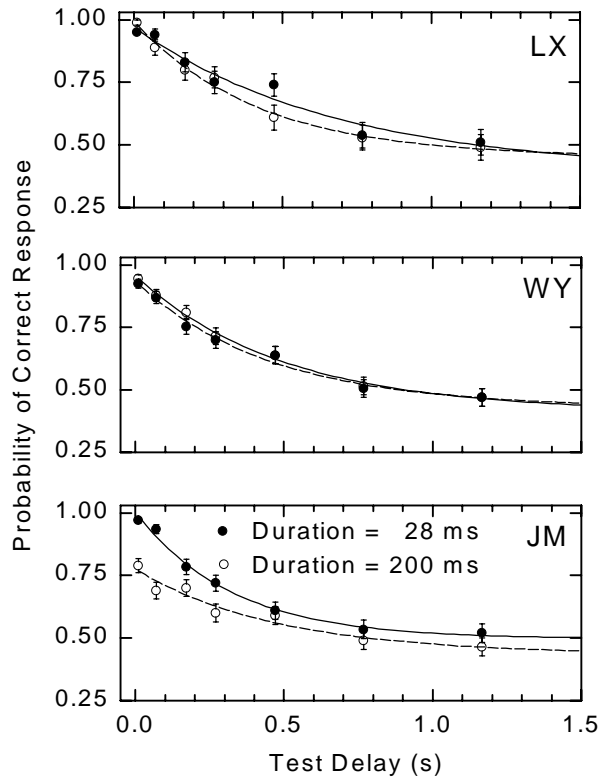 Probability of Correct Response
1.00
0.75
0.50
0.25
LX
1.00
0.75
0.50
0.25
WY
1.00
0.75
0.50
0.25
JM
Duration = 28 ms
Duration = 200 ms
0.0 0.5 1.0 1.5
Test Delay (s)